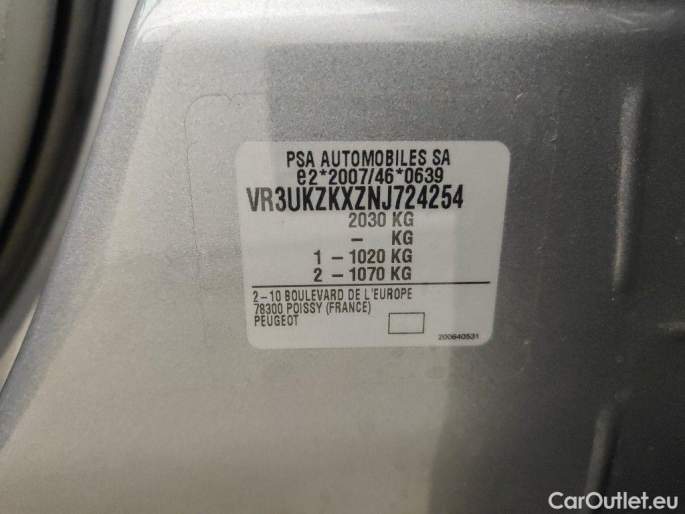 PSA AUTOMOBILES SA
e2*2007/46*0639
VR3UKZKXZNJ724254
2030 KG
– KG
1 – 1020 KG
2 – 1070 KG
2–10 BOULEVARD DE L'EUROPE
78300 POISSY (FRANCE)
PEUGEOT
200640531
CarOutlet.eu